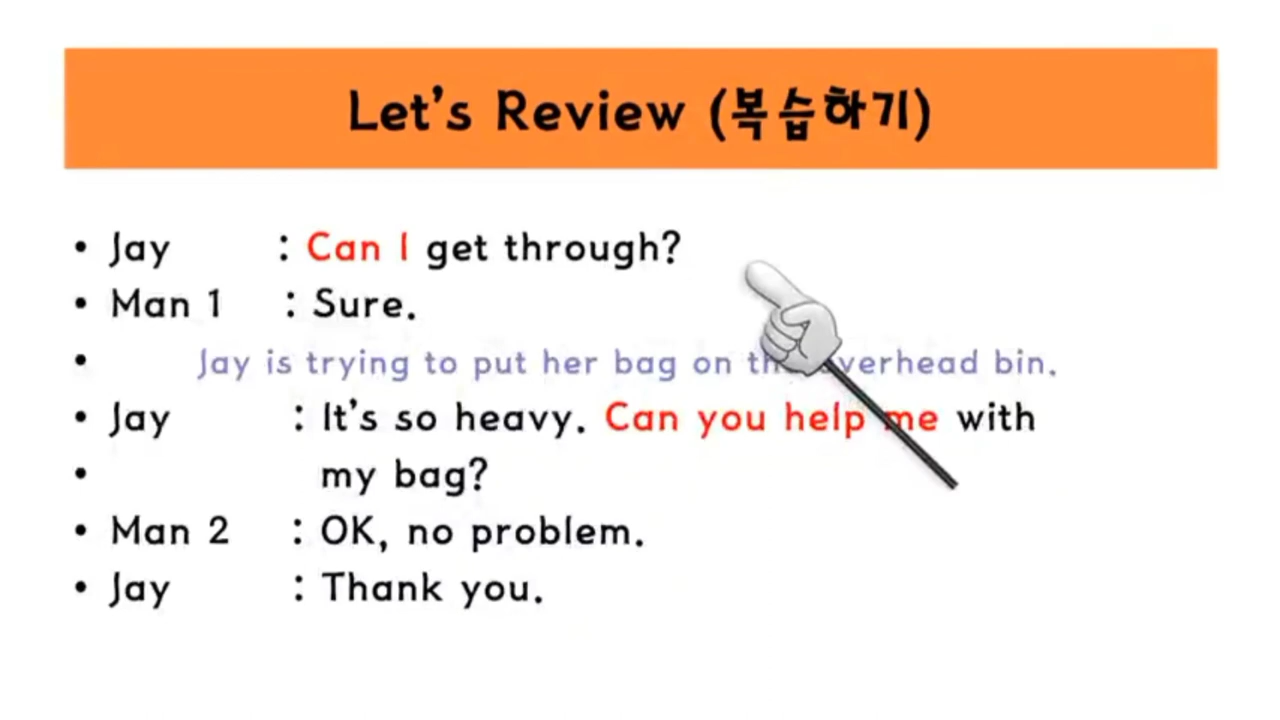 Let's Review (복습하기)
• Jay : Can I get through?
• Man 1 : Sure.
• Jay is trying to put her bag on th verhead bin.
• Jay : It's so heavy. Can you help me with
• my bag?
• Man 2 : OK, no problem.
• Jay : Thank you.